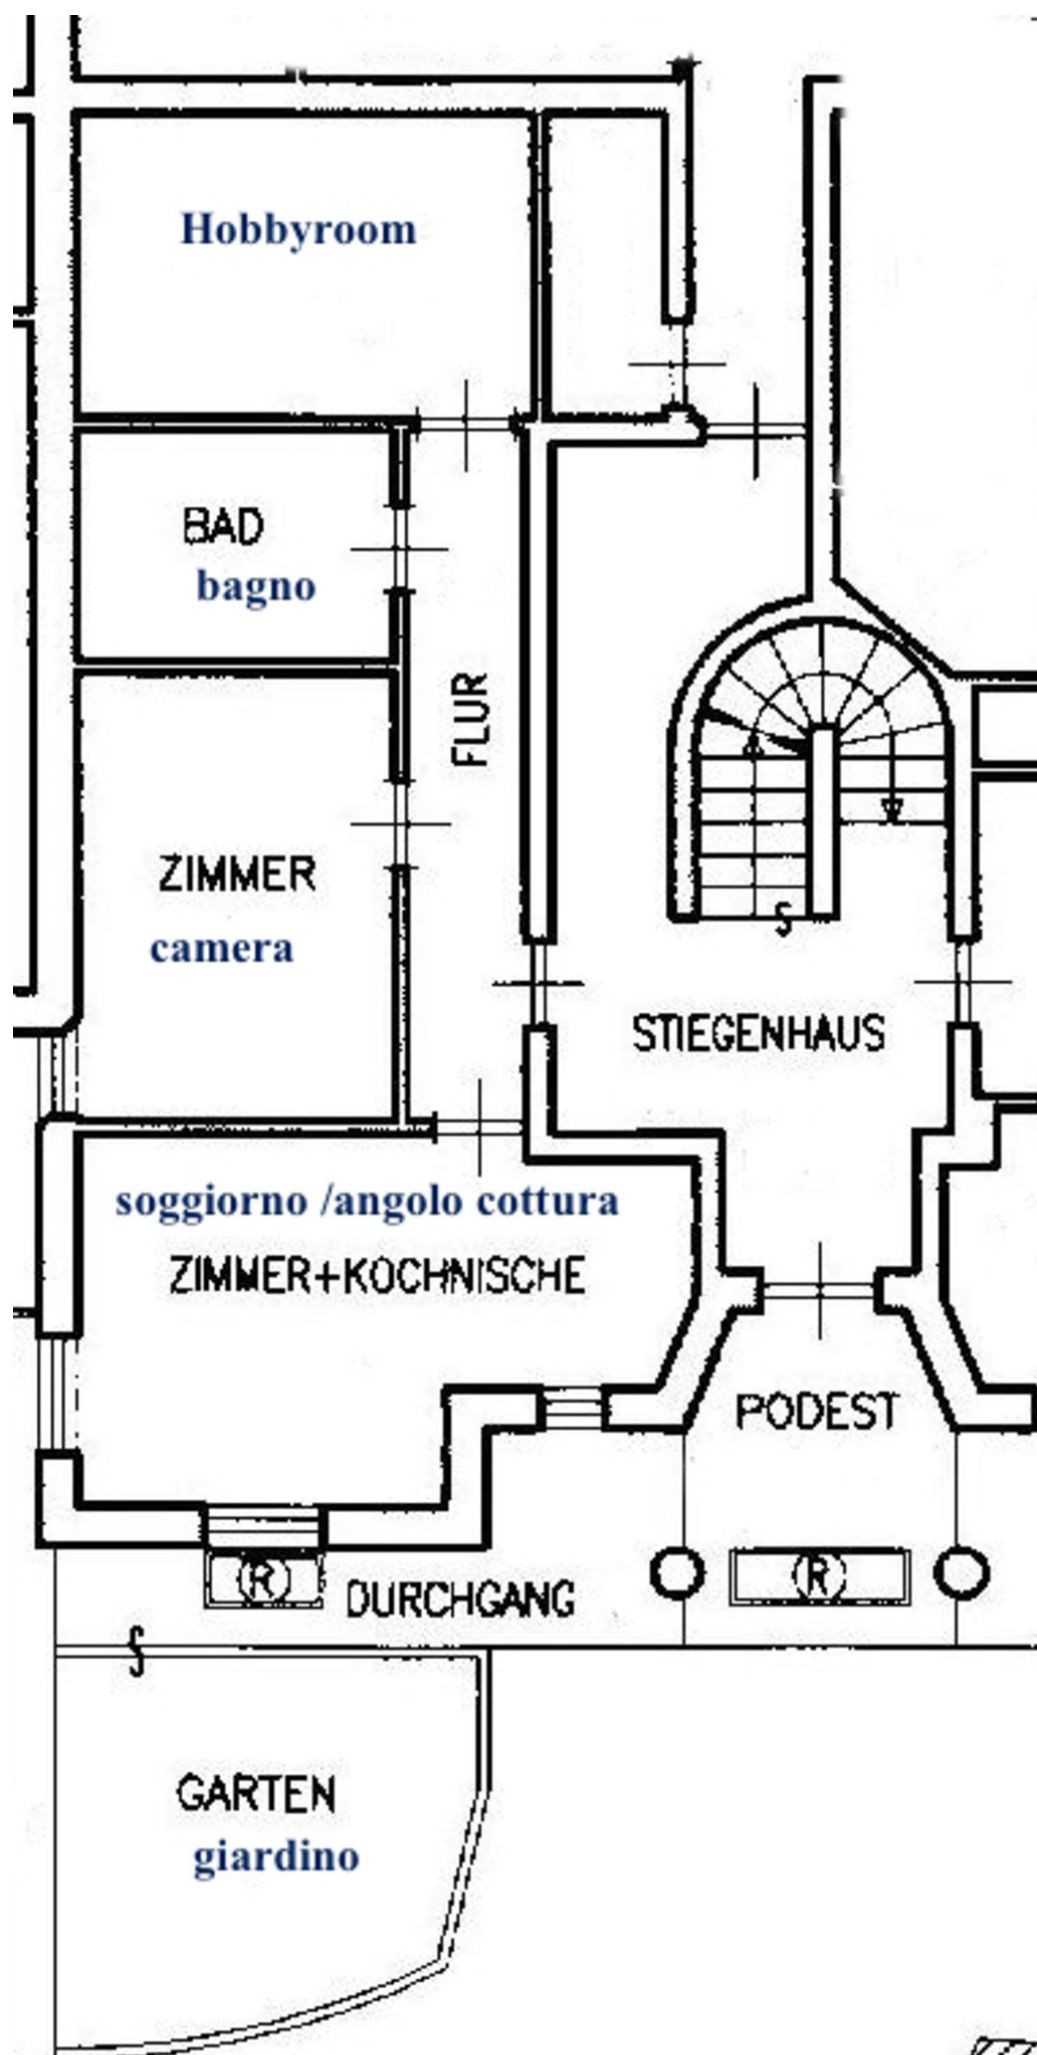 Hobbyroom
BAD
bagno
FLUR
ZIMMER
camera
STIEGENHAUS
soggiorno /angolo cottura
ZIMMER+KOCHNISCHE
PODEST
R
R
DURCHGANG
GARTEN
giardino